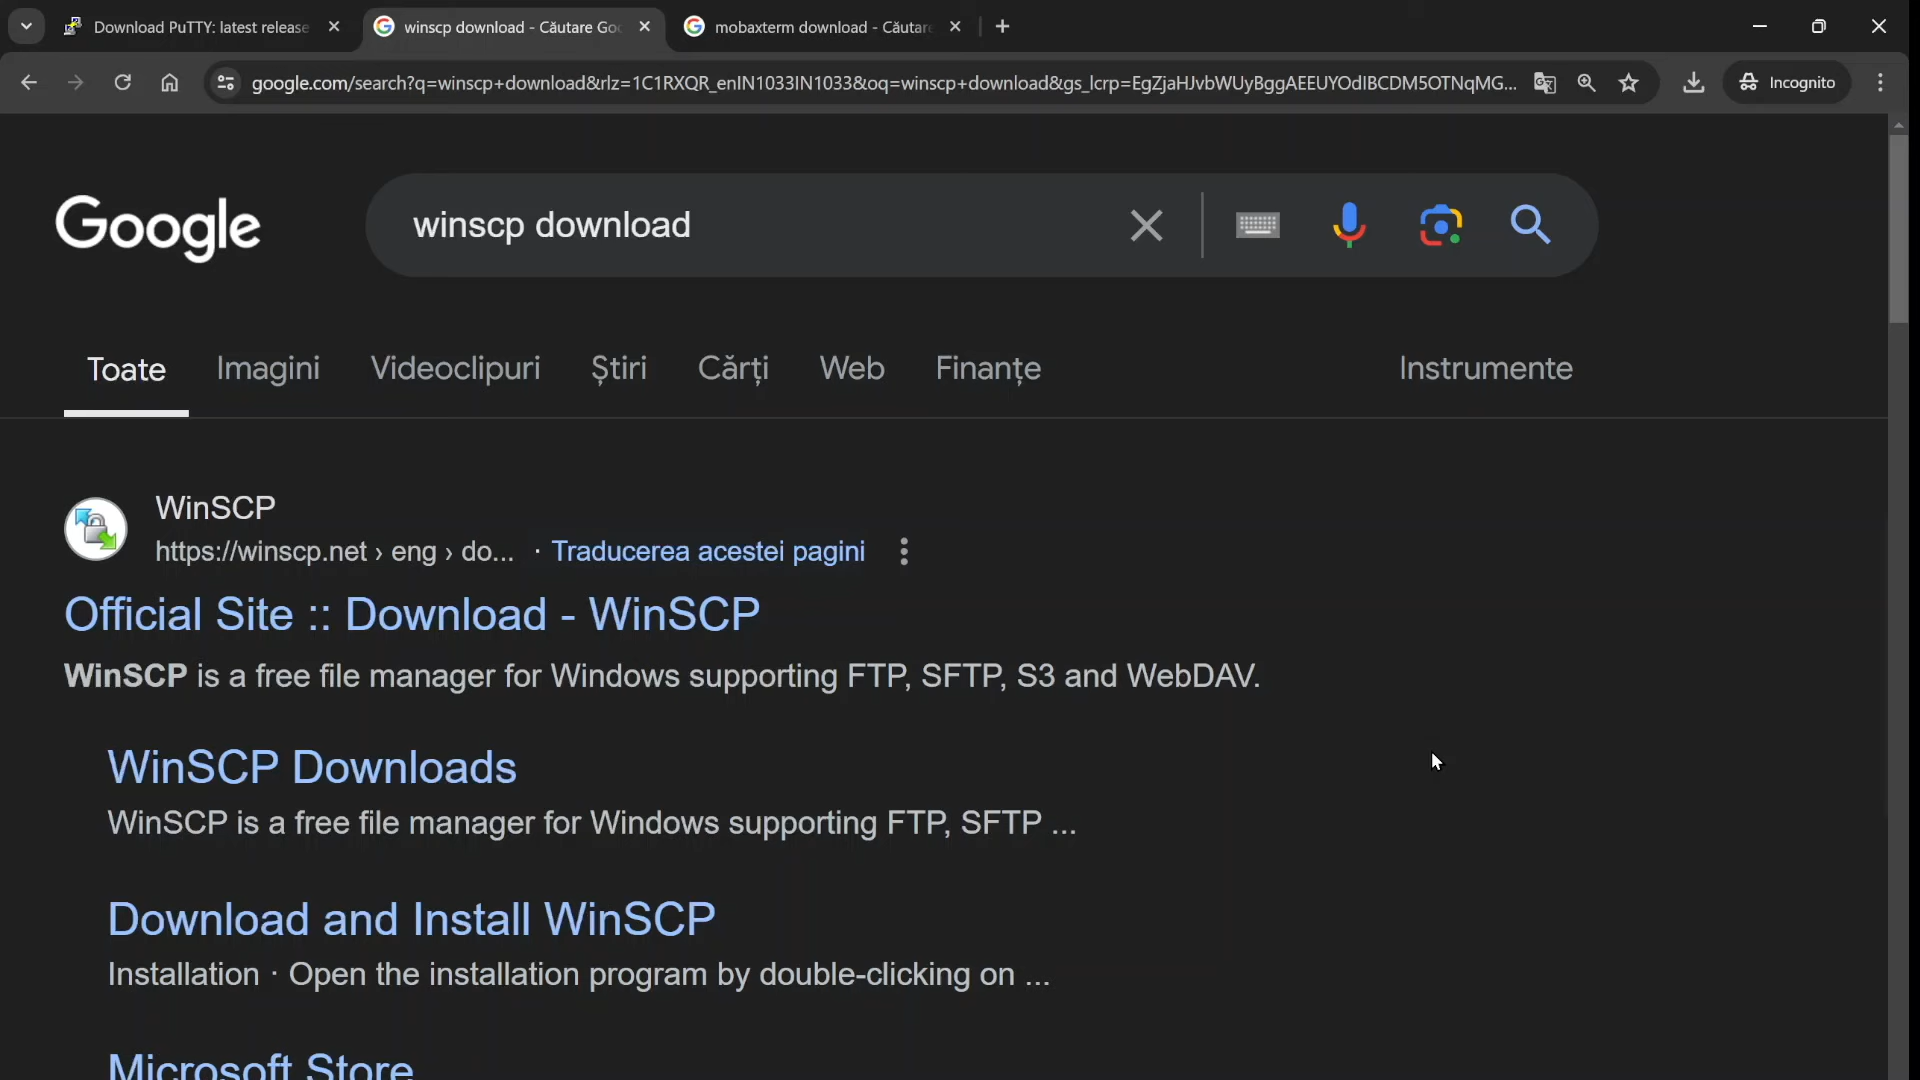 Download PuTTY: latest release
winscp download - Căutare Goo
mobaxterm download - Căutare
google.com/search?q=winscp+download&rlz=1C1RXQR_enIN1033IN1033&oq=winscp+download&gs_lcrp=EgZjaHJvbWUyBggAEEUYOdIBCDM5OTNqMG...
Incognito
Google
winscp download
Toate
Imagini
Videoclipuri
Știri
Cărți
Web
Finanțe
Instrumente
WinSCP
https://winscp.net › eng › do... · Traducerea acestei pagini
Official Site :: Download - WinSCP
WinSCP is a free file manager for Windows supporting FTP, SFTP, S3 and WebDAV.
WinSCP Downloads
WinSCP is a free file manager for Windows supporting FTP, SFTP ...
Download and Install WinSCP
Installation · Open the installation program by double-clicking on ...
Microsoft Store